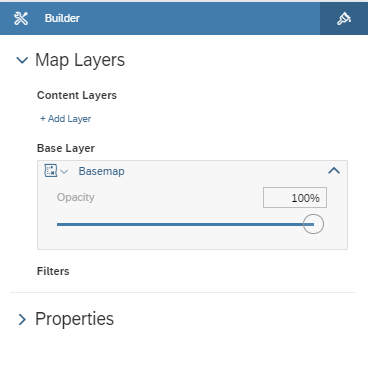 Builder
Map Layers
Content Layers
+ Add Layer
Base Layer
Basemap
Opacity
100%
Filters
Properties